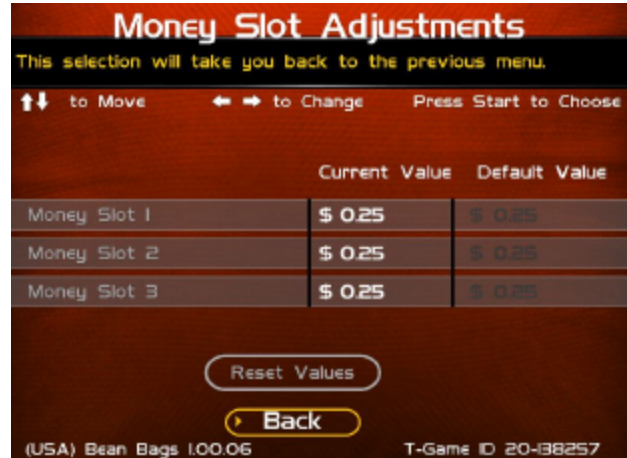 Money Slot Adjustments
This selection will take you back to the previous menu.
to Move to Change Press Start to Choose
Current Value Default Value
Money Slot 1 $ 0.25 $ 0.25
Money Slot 2 $ 0.25 $ 0.25
Money Slot 3 $ 0.25 $ 0.25
Reset Values
Back
(USA) Bean Bags 1.00.06 T-Game ID 20-138257